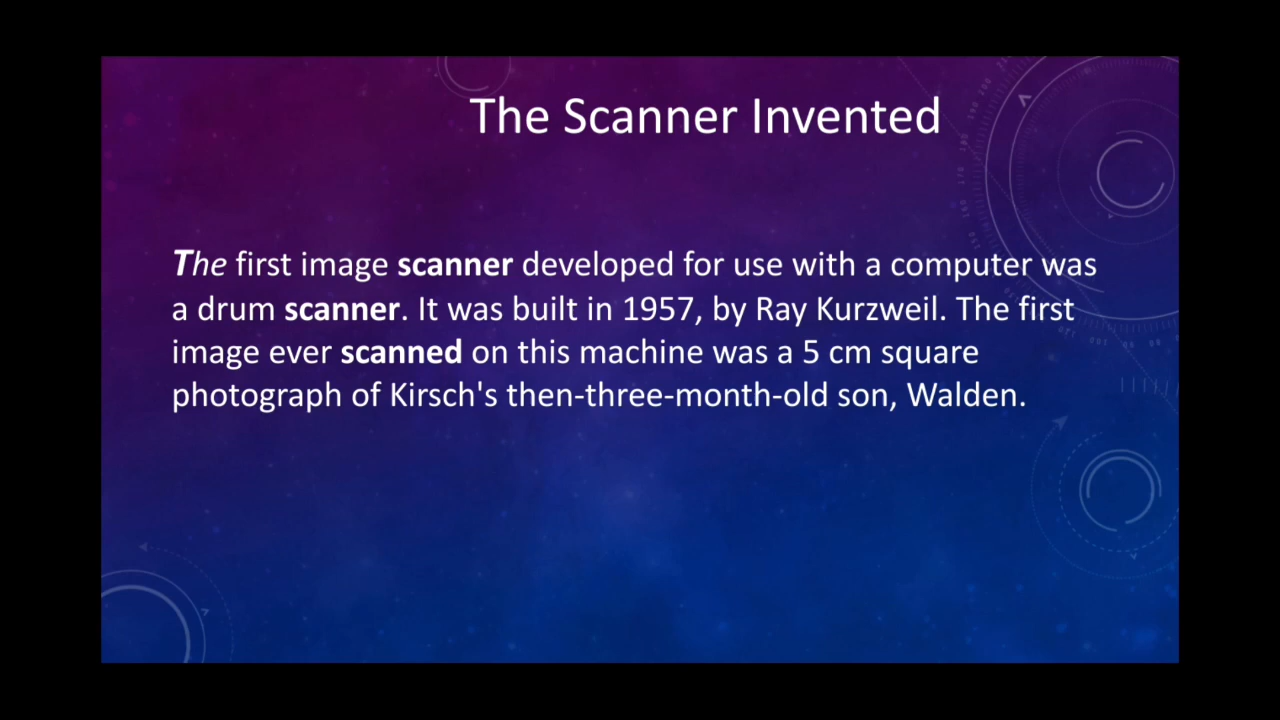 The Scanner Invented
The first image scanner developed for use with a computer was
a drum scanner. It was built in 1957, by Ray Kurzweil. The first
image ever scanned on this machine was a 5 cm square
photograph of Kirsch's then-three-month-old son, Walden.